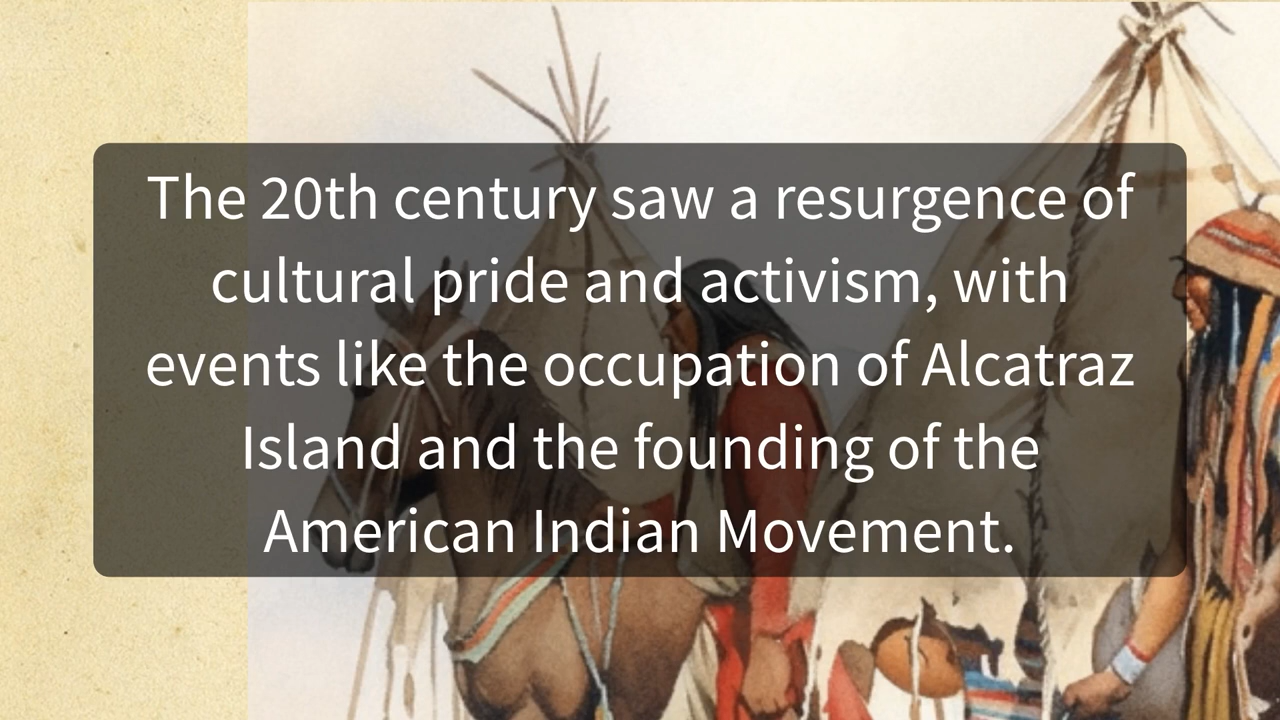 The 20th century saw a resurgence of
cultural pride and activism, with
events like the occupation of Alcatraz
Island and the founding of the
American Indian Movement.